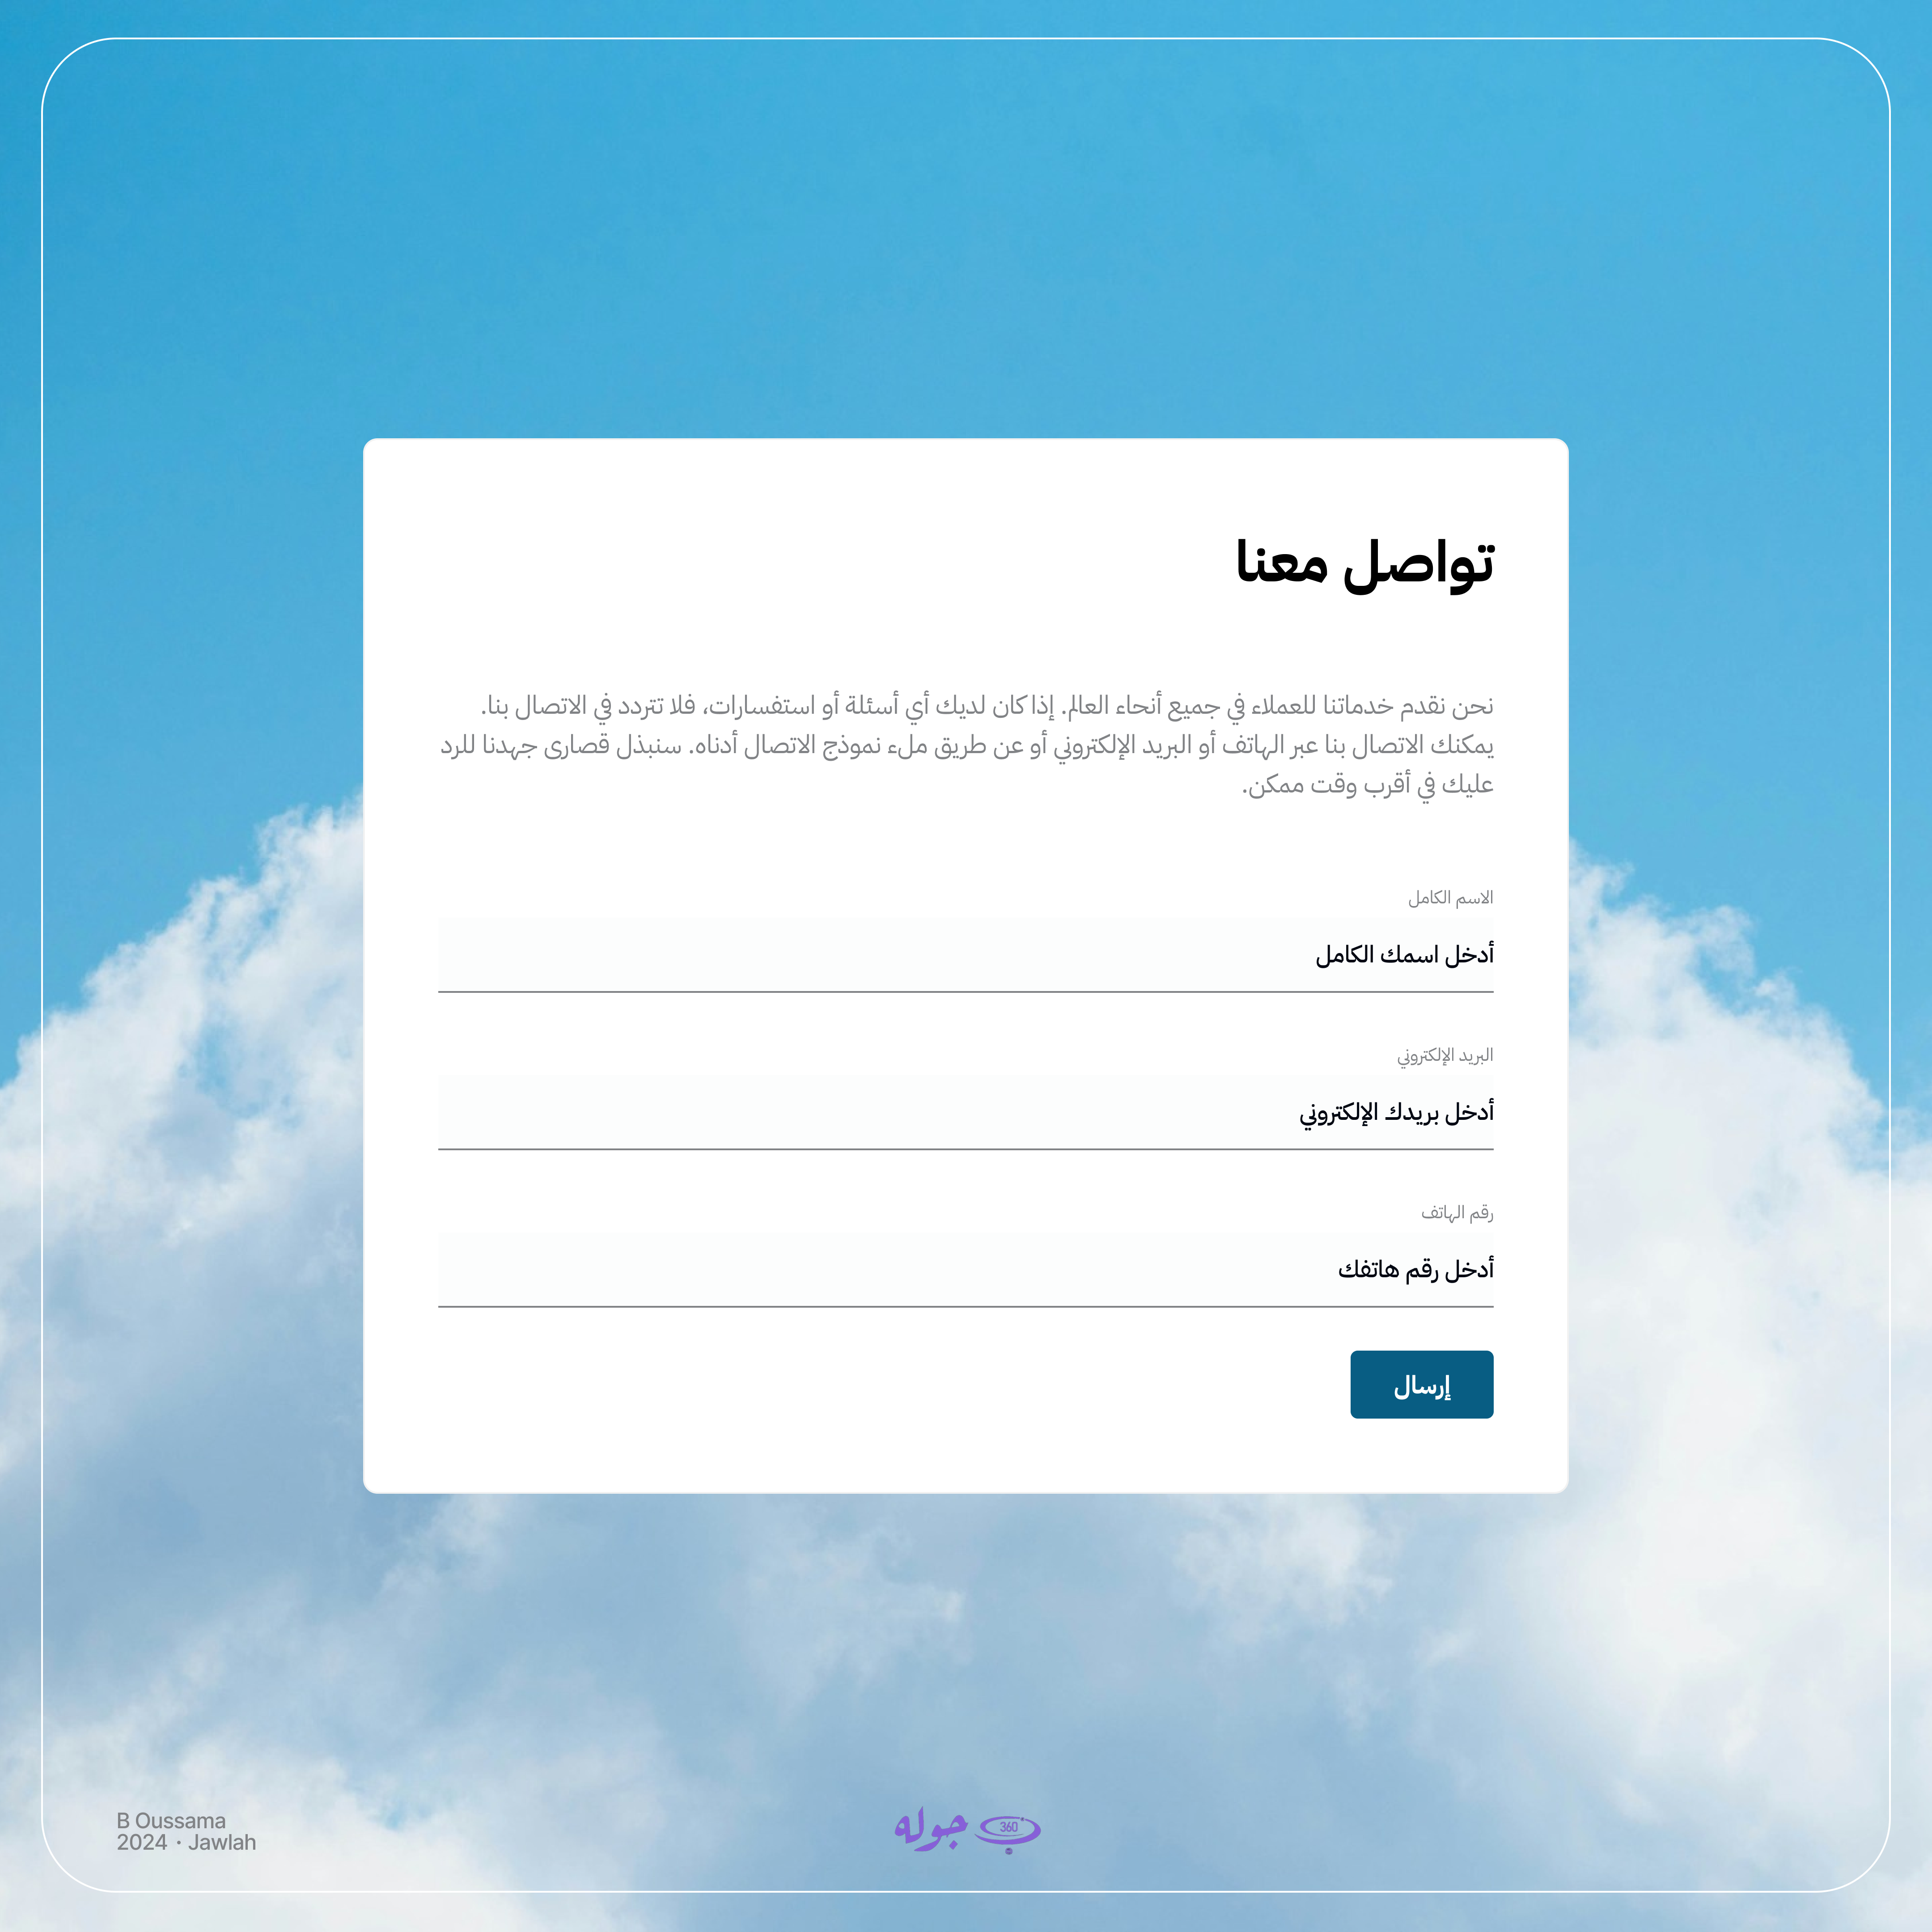 تواصل معنا
نحن نقدم خدماتنا للعملاء في جميع أنحاء العالم. إذا كان لديك أي أسئلة أو استفسارات، فلا تتردد في الاتصال بنا.
يمكنك الاتصال بنا عبر الهاتف أو البريد الإلكتروني أو عن طريق ملء نموذج الاتصال أدناه. سنبذل قصارى جهدنا للرد
عليك في أقرب وقت ممكن.
الاسم الكامل
أدخل اسمك الكامل
البريد الإلكتروني
أدخل بريدك الإلكتروني
رقم الهاتف
أدخل رقم هاتفك
إرسال
B Oussama
2024 · Jawlah
360 جوله